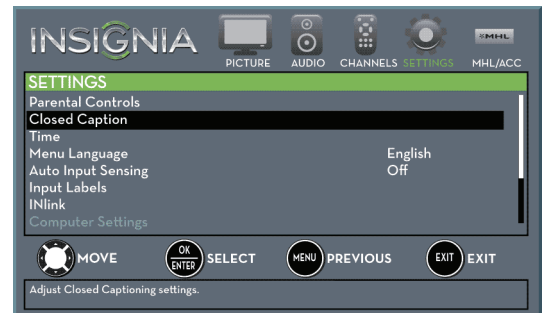 INSIGNIA
PICTURE AUDIO CHANNELS SETTINGS MHL/ACC
MHL
SETTINGS
Parental Controls
Closed Caption
Time
Menu Language English
Auto Input Sensing Off
Input Labels
INlink
Computer Settings
MOVE OK ENTER SELECT MENU PREVIOUS EXIT EXIT
Adjust Closed Captioning settings.